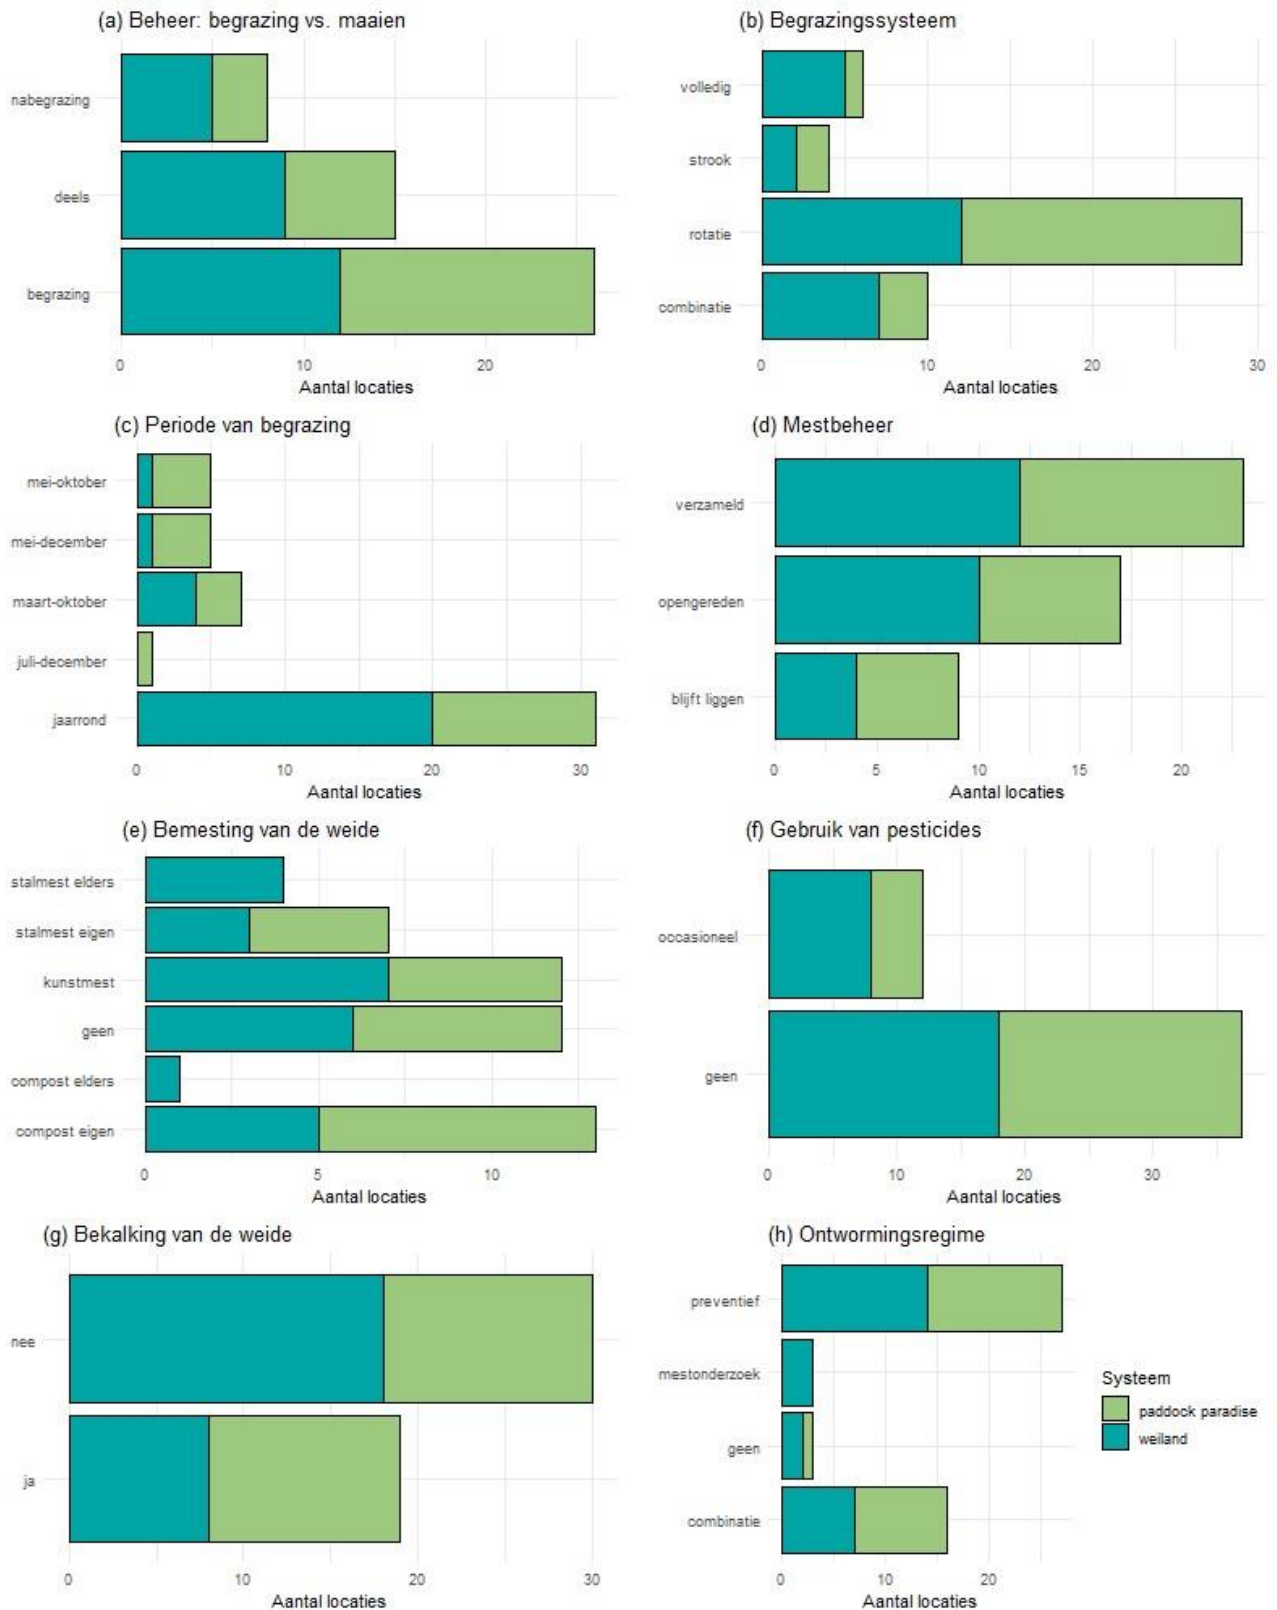 (a) Beheer: begrazing vs. maaien
nabegrazing
deels
begrazing
0 10 20
Aantal locaties
(b) Begrazingssysteem
volledig
strook
rotatie
combinatie
0 10 20 30
Aantal locaties
(c) Periode van begrazing
mei-oktober
mei-december
maart-oktober
juli-december
jaarrond
0 10 20 30
Aantal locaties
(d) Mestbeheer
verzameld
opengereden
blijft liggen
0 5 10 15 20
Aantal locaties
(e) Bemesting van de weide
stalmest elders
stalmest eigen
kunstmest
geen
compost elders
compost eigen
0 5 10
Aantal locaties
(f) Gebruik van pesticides
occasioneel
geen
0 10 20 30
Aantal locaties
(g) Bekalking van de weide
nee
ja
0 10 20 30
Aantal locaties
(h) Ontwormingsregime
preventief
mestonderzoek
geen
combinatie
0 10 20
Aantal locaties
Systeem
paddock paradise
weiland